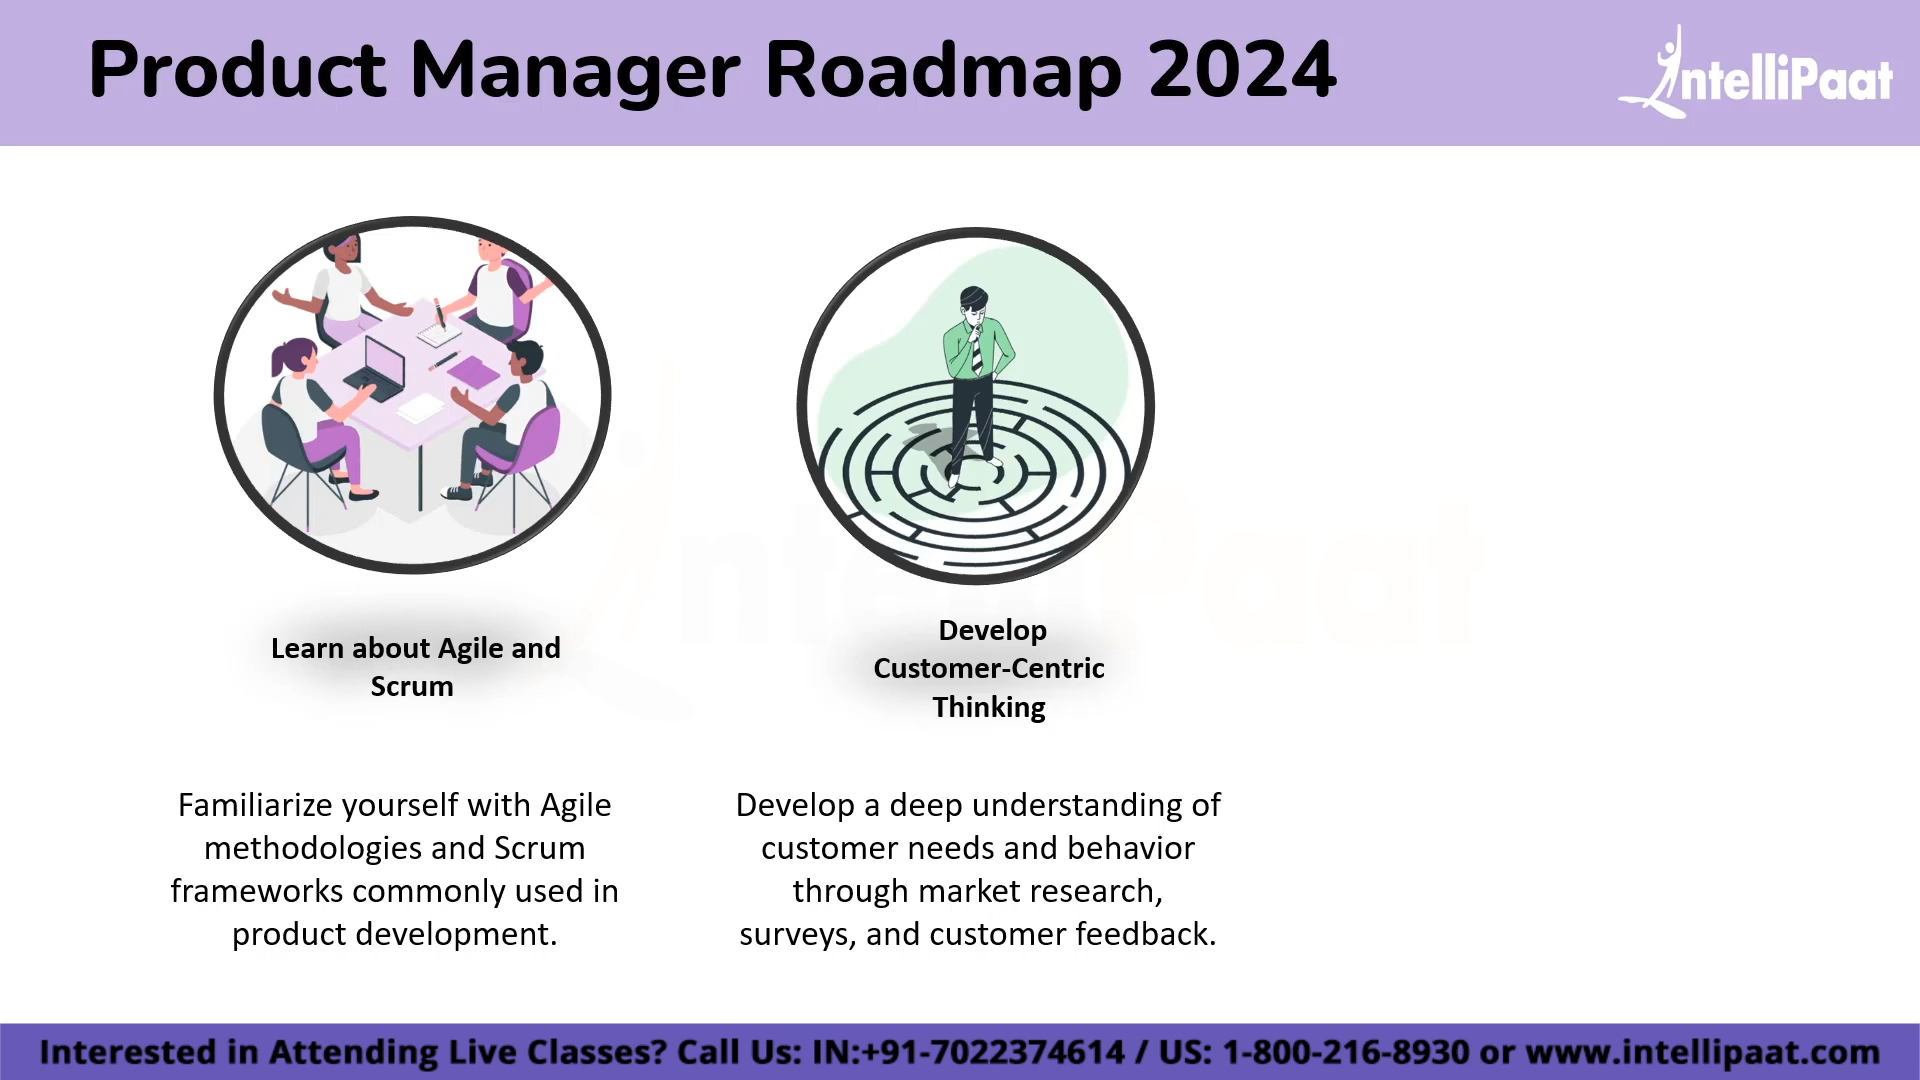 Product Manager Roadmap 2024
IntelliPaat
Learn about Agile and
Scrum
Familiarize yourself with Agile
methodologies and Scrum
frameworks commonly used in
product development.
Develop
Customer-Centric
Thinking
Develop a deep understanding of
customer needs and behavior
through market research,
surveys, and customer feedback.
IntelliPaat
Interested in Attending Live Classes? Call Us: IN:+91-7022374614 / US: 1-800-216-8930 or www.intellipaat.com